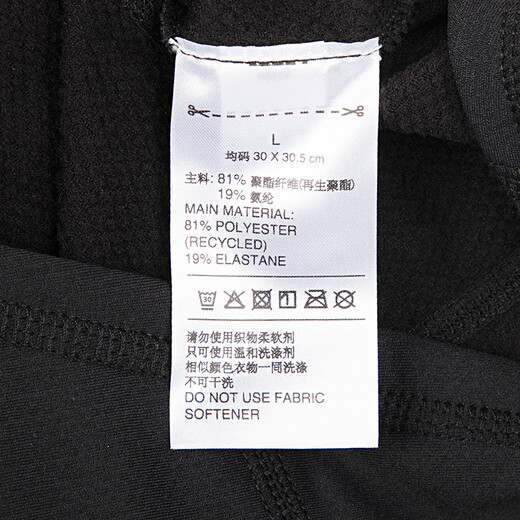 L
均码 30 X 30.5 cm
主料: 81% 聚酯纤维(再生聚酯)
19% 氨纶
MAIN MATERIAL:
81% POLYESTER
(RECYCLED)
19% ELASTANE
30
请勿使用织物柔软剂
只可使用温和洗涤剂
相似颜色衣物一同洗涤
不可干洗
DO NOT USE FABRIC
SOFTENER